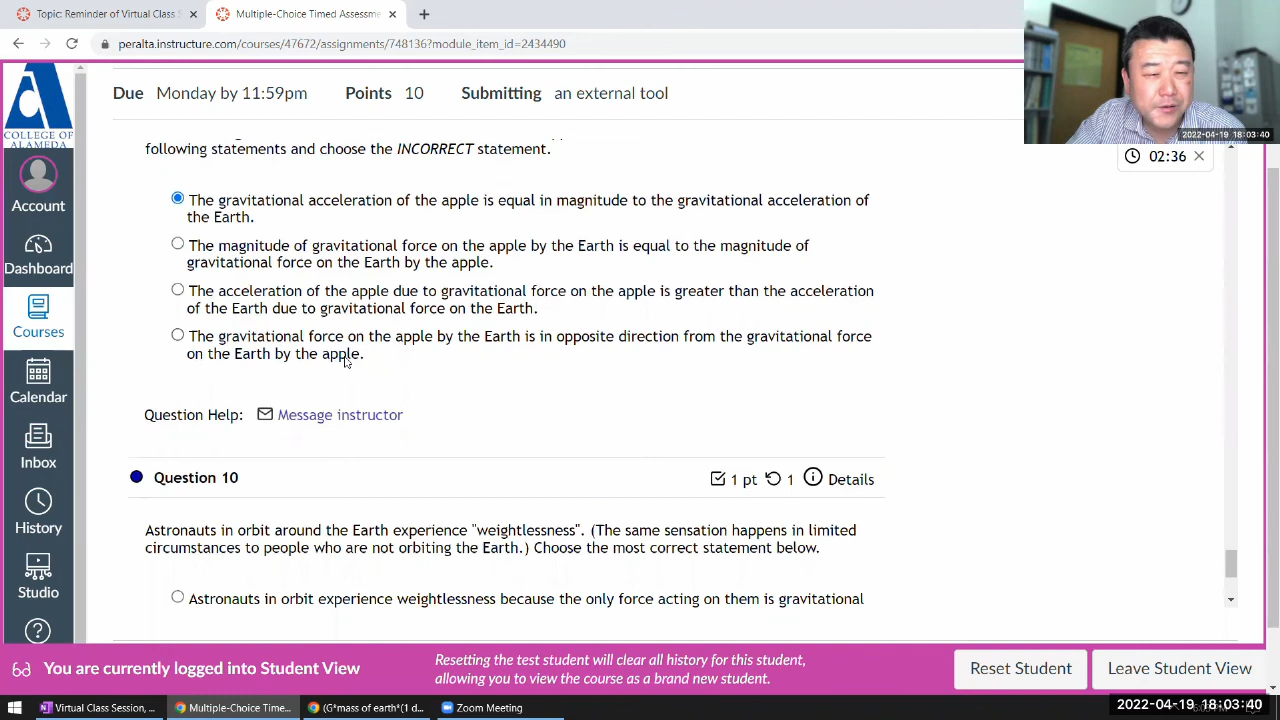 Topic: Reminder of Virtual Class S
Multiple-Choice Timed Assessme
peralta.instructure.com/courses/47672/assignments/748136?module_item_id=2434490
2022-04-19 18:03:40
COLLEGE OF
ALAMEDA
Account
Dashboard
Courses
Calendar
Inbox
History
Studio
Due Monday by 11:59pm Points 10 Submitting an external tool
02:36
following statements and choose the INCORRECT statement.
The gravitational acceleration of the apple is equal in magnitude to the gravitational acceleration of
the Earth.
The magnitude of gravitational force on the apple by the Earth is equal to the magnitude of
gravitational force on the Earth by the apple.
The acceleration of the apple due to gravitational force on the apple is greater than the acceleration
of the Earth due to gravitational force on the Earth.
The gravitational force on the apple by the Earth is in opposite direction from the gravitational force
on the Earth by the apple.
Question Help: Message instructor
Question 10
1 pt 1 Details
Astronauts in orbit around the Earth experience "weightlessness". (The same sensation happens in limited
circumstances to people who are not orbiting the Earth.) Choose the most correct statement below.
Astronauts in orbit experience weightlessness because the only force acting on them is gravitational
You are currently logged into Student View
Resetting the test student will clear all history for this student,
allowing you to view the course as a brand new student.
Reset Student
Leave Student View
Virtual Class Session, ...
Multiple-Choice Time...
(G*mass of earth*(1 d...
Zoom Meeting
2022-04-19 18:03:40